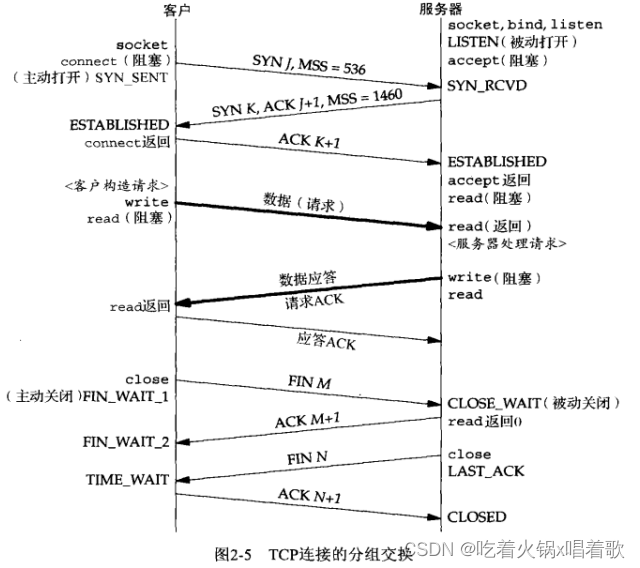 客户
服务器
socket, bind, listen
LISTEN(被动打开)
accept(阻塞)
socket
connect(阻塞)
(主动打开)SYN_SENT
SYN J, MSS = 536
SYN_RCVD
SYN K, ACK J+1, MSS = 1460
ESTABLISHED
connect返回
ACK K+1
ESTABLISHED
accept返回
read(阻塞)
<客户构造请求>
write
read(阻塞)
数据(请求)
read(返回)
<服务器处理请求>
数据应答
请求ACK
write(阻塞)
read
read返回
应答ACK
close
(主动关闭)FIN_WAIT_1
FIN M
CLOSE_WAIT(被动关闭)
read返回0
ACK M+1
FIN_WAIT_2
close
LAST_ACK
FIN N
TIME_WAIT
ACK N+1
CLOSED
图2-5 TCP连接的分组交换
CSDN @吃着火锅x唱着歌